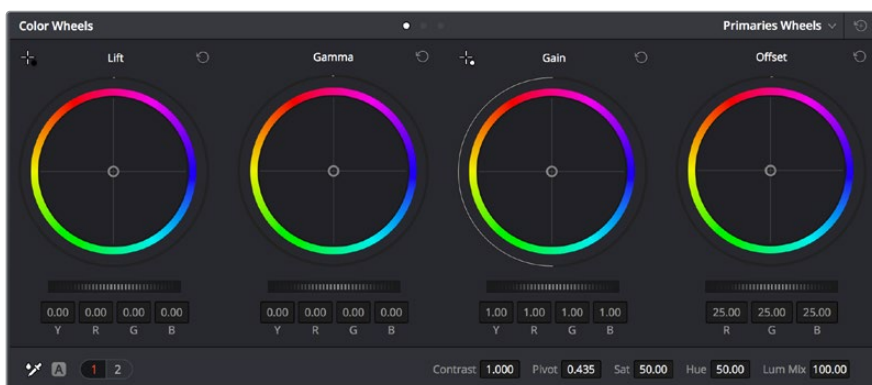 Color Wheels Primaries Wheels
Lift Gamma Gain Offset
0.00 0.00 0.00 0.00 0.00 0.00 0.00 0.00 1.00 1.00 1.00 1.00 25.00 25.00 25.00
Y R G B Y R G B Y R G B R G B
A 1 2 Contrast 1.000 Pivot 0.435 Sat 50.00 Hue 50.00 Lum Mix 100.00